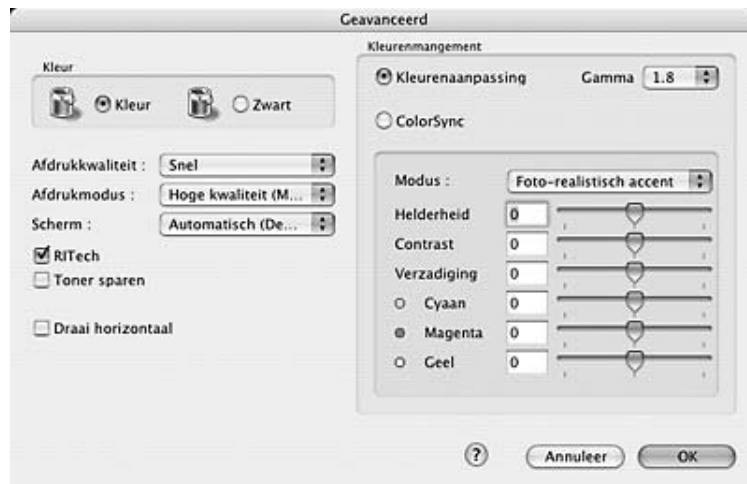 Geavanceerd
Kleur
Kleur
Zwart
Afdrukkwaliteit : Snel
Afdrukmodus : Hoge kwaliteit (M...
Scherm : Automatisch (De...
RITech
Toner sparen
Draai horizontaal
Kleurenmangement
Kleurenaanpassing Gamma 1.8
ColorSync
Modus : Foto-realistisch accent
Helderheid 0
Contrast 0
Verzadiging 0
Cyaan 0
Magenta 0
Geel 0
? Annuleer OK